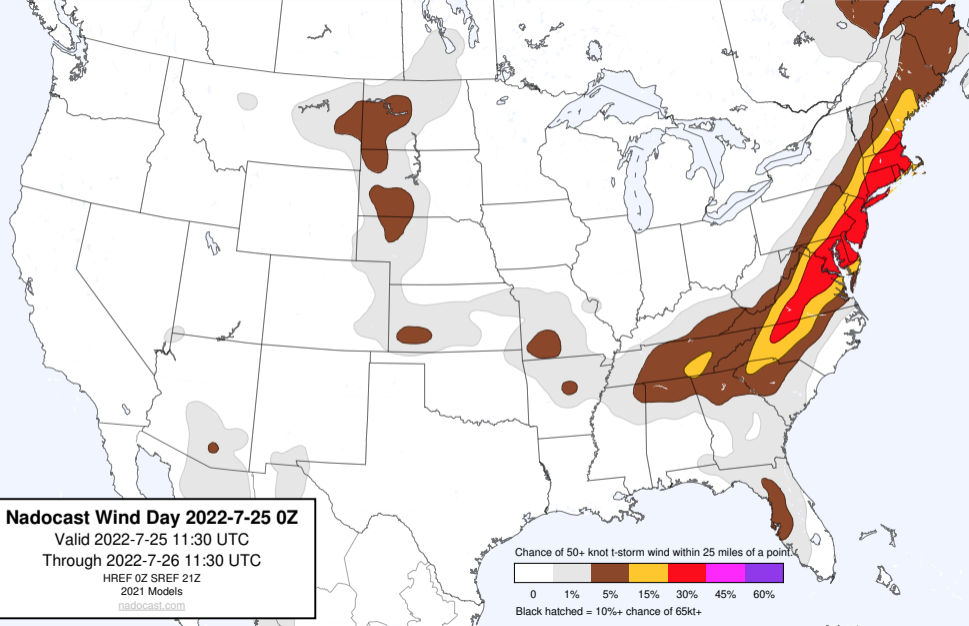 Nadocast Wind Day 2022-7-25 0Z
Valid 2022-7-25 11:30 UTC
Through 2022-7-26 11:30 UTC
HREF 0Z SREF 21Z
2021 Models
nadocast.com
Chance of 50+ knot t-storm wind within 25 miles of a point.
0 1% 5% 15% 30% 45% 60%
Black hatched = 10%+ chance of 65kt+